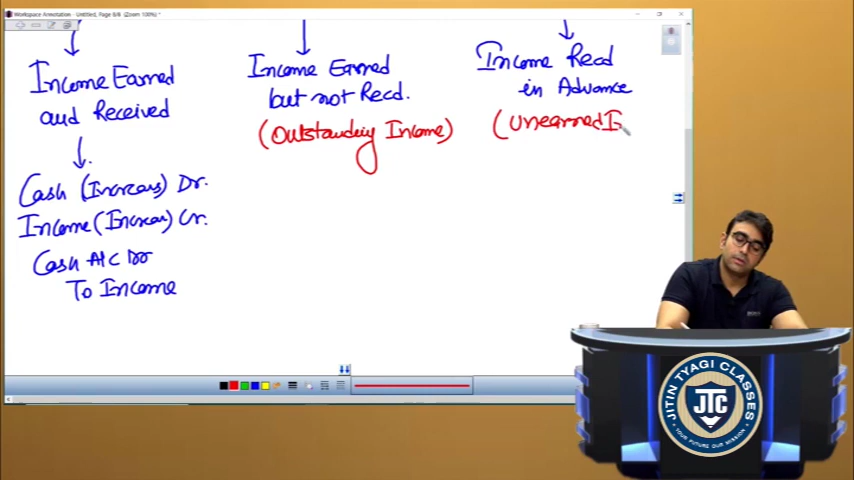 Workspace Annotation - Untitled, Page 8/8 (Zoom 100%) *
Income Earned
and Received
Cash (Increases) Dr.
Income (Increas) Cr.
Cash A/C Dr
To Income
Income Earned
but not Recd.
(Outstanding Income)
Income Recd
in Advance
(Unearned I
JITIN TYAGI CLASSES
JTC
YOUR FUTURE OUR MISSION